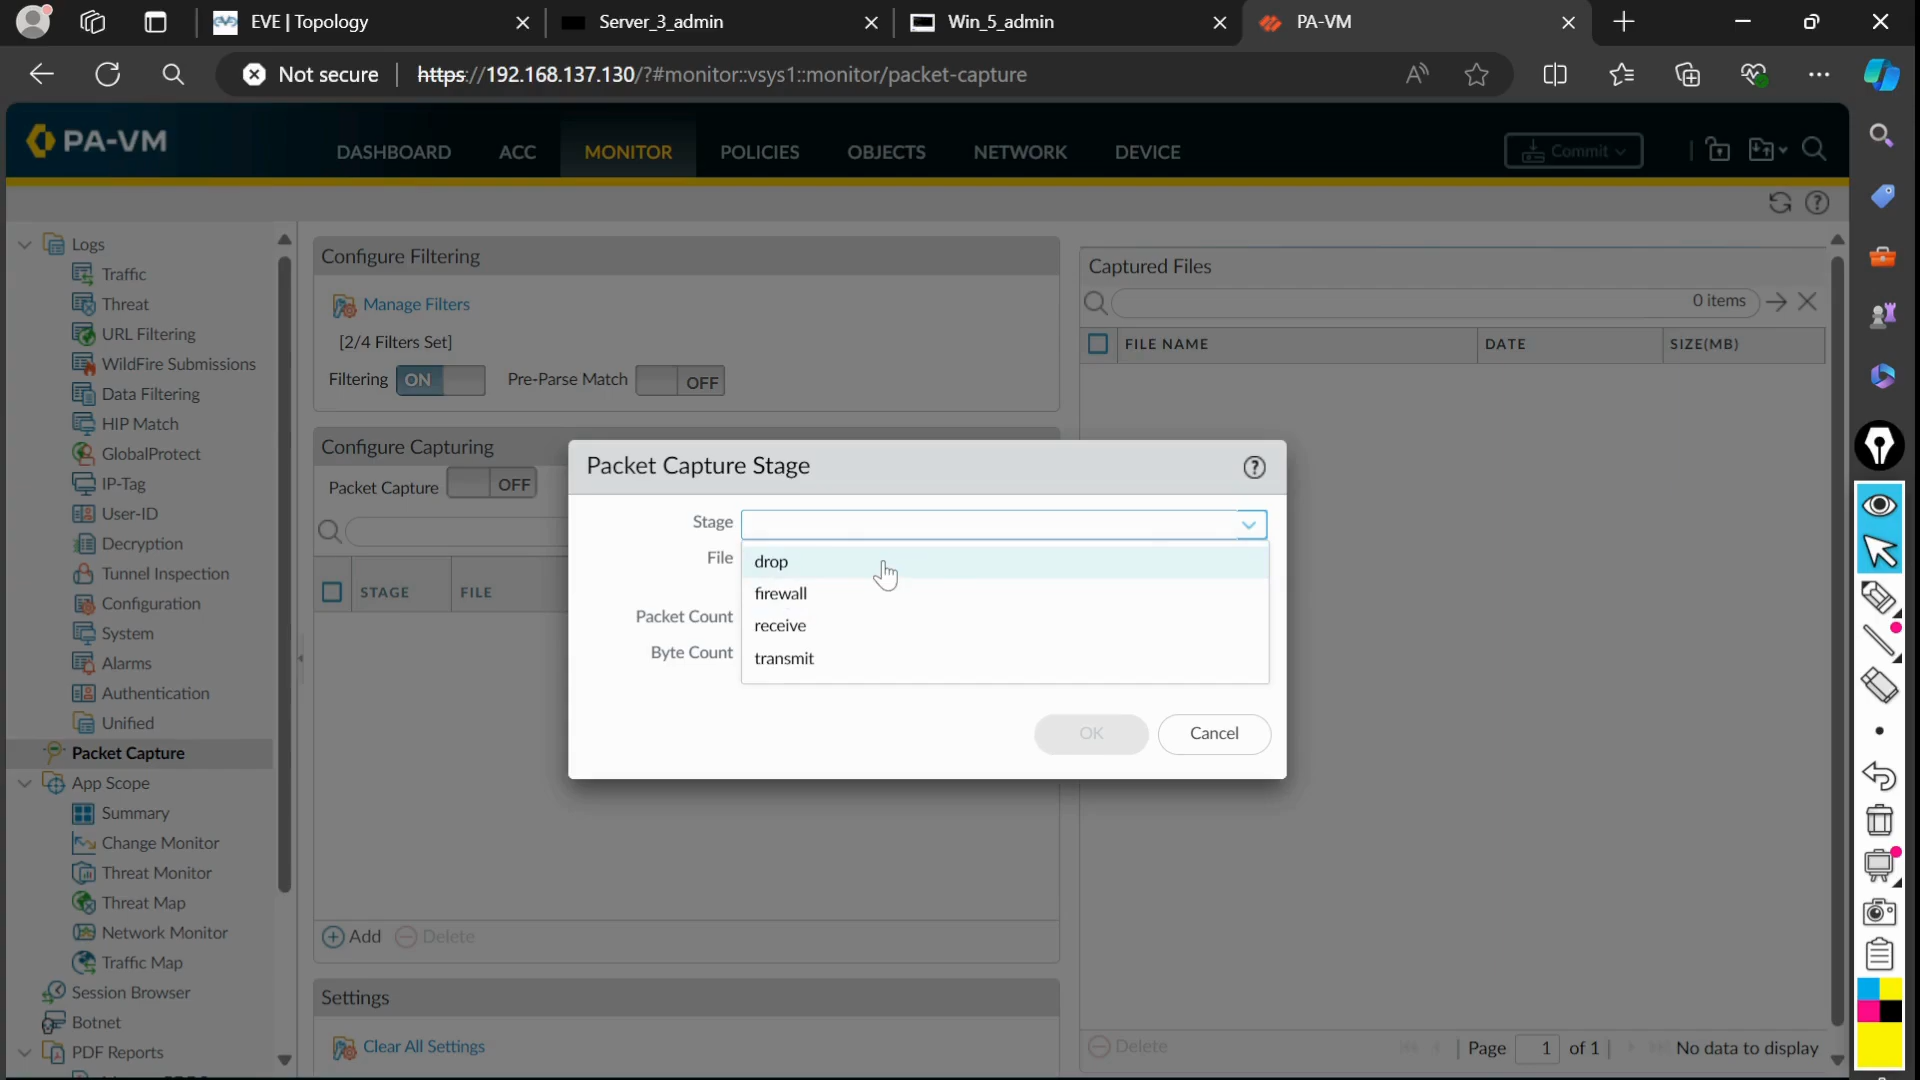 EVE | Topology
Server_3_admin
Win_5_admin
PA-VM
Not secure
https://192.168.137.130/?#monitor::vsys1::monitor/packet-capture
PA-VM
DASHBOARD
ACC
MONITOR
POLICIES
OBJECTS
NETWORK
DEVICE
Commit
Logs
Traffic
Threat
URL Filtering
WildFire Submissions
Data Filtering
HIP Match
GlobalProtect
IP-Tag
User-ID
Decryption
Tunnel Inspection
Configuration
System
Alarms
Authentication
Unified
Packet Capture
App Scope
Summary
Change Monitor
Threat Monitor
Threat Map
Network Monitor
Traffic Map
Session Browser
Botnet
PDF Reports
Configure Filtering
Manage Filters
[2/4 Filters Set]
Filtering ON Pre-Parse Match OFF
Configure Capturing
Packet Capture OFF
STAGE FILE
Add Delete
Settings
Clear All Settings
Packet Capture Stage
Stage
File
drop
firewall
receive
transmit
Packet Count
Byte Count
OK Cancel
Captured Files
0 items
FILE NAME DATE SIZE(MB)
Delete Page 1 of 1 No data to display